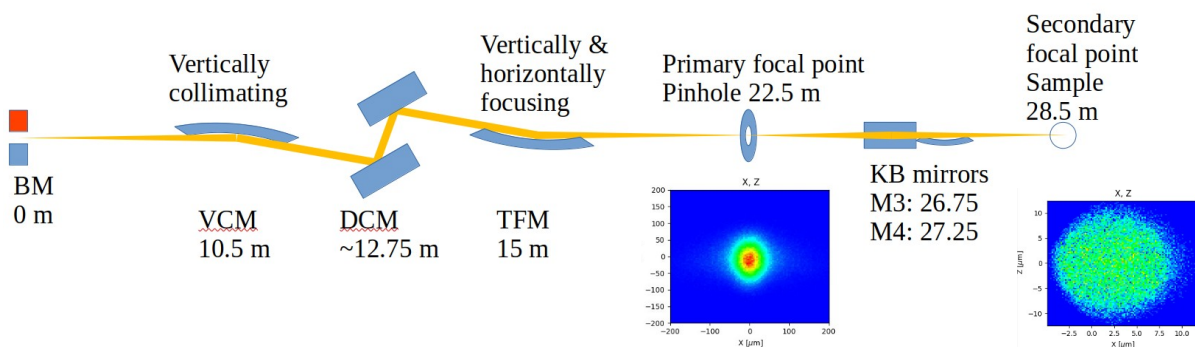 Vertically
collimating
Vertically &
horizontally
focusing
Primary focal point
Pinhole 22.5 m
Secondary
focal point
Sample
28.5 m
BM
0 m
VCM
10.5 m
DCM
~12.75 m
TFM
15 m
KB mirrors
M3: 26.75
M4: 27.25
X, Z
200
150
100
50
0
−50
−100
−150
−200
−200 −100 0 100 200
X [μm]
X, Z
10
5
0
−5
−10
Z [μm]
−2.5 0.0 2.5 5.0 7.5 10.0
X [μm]